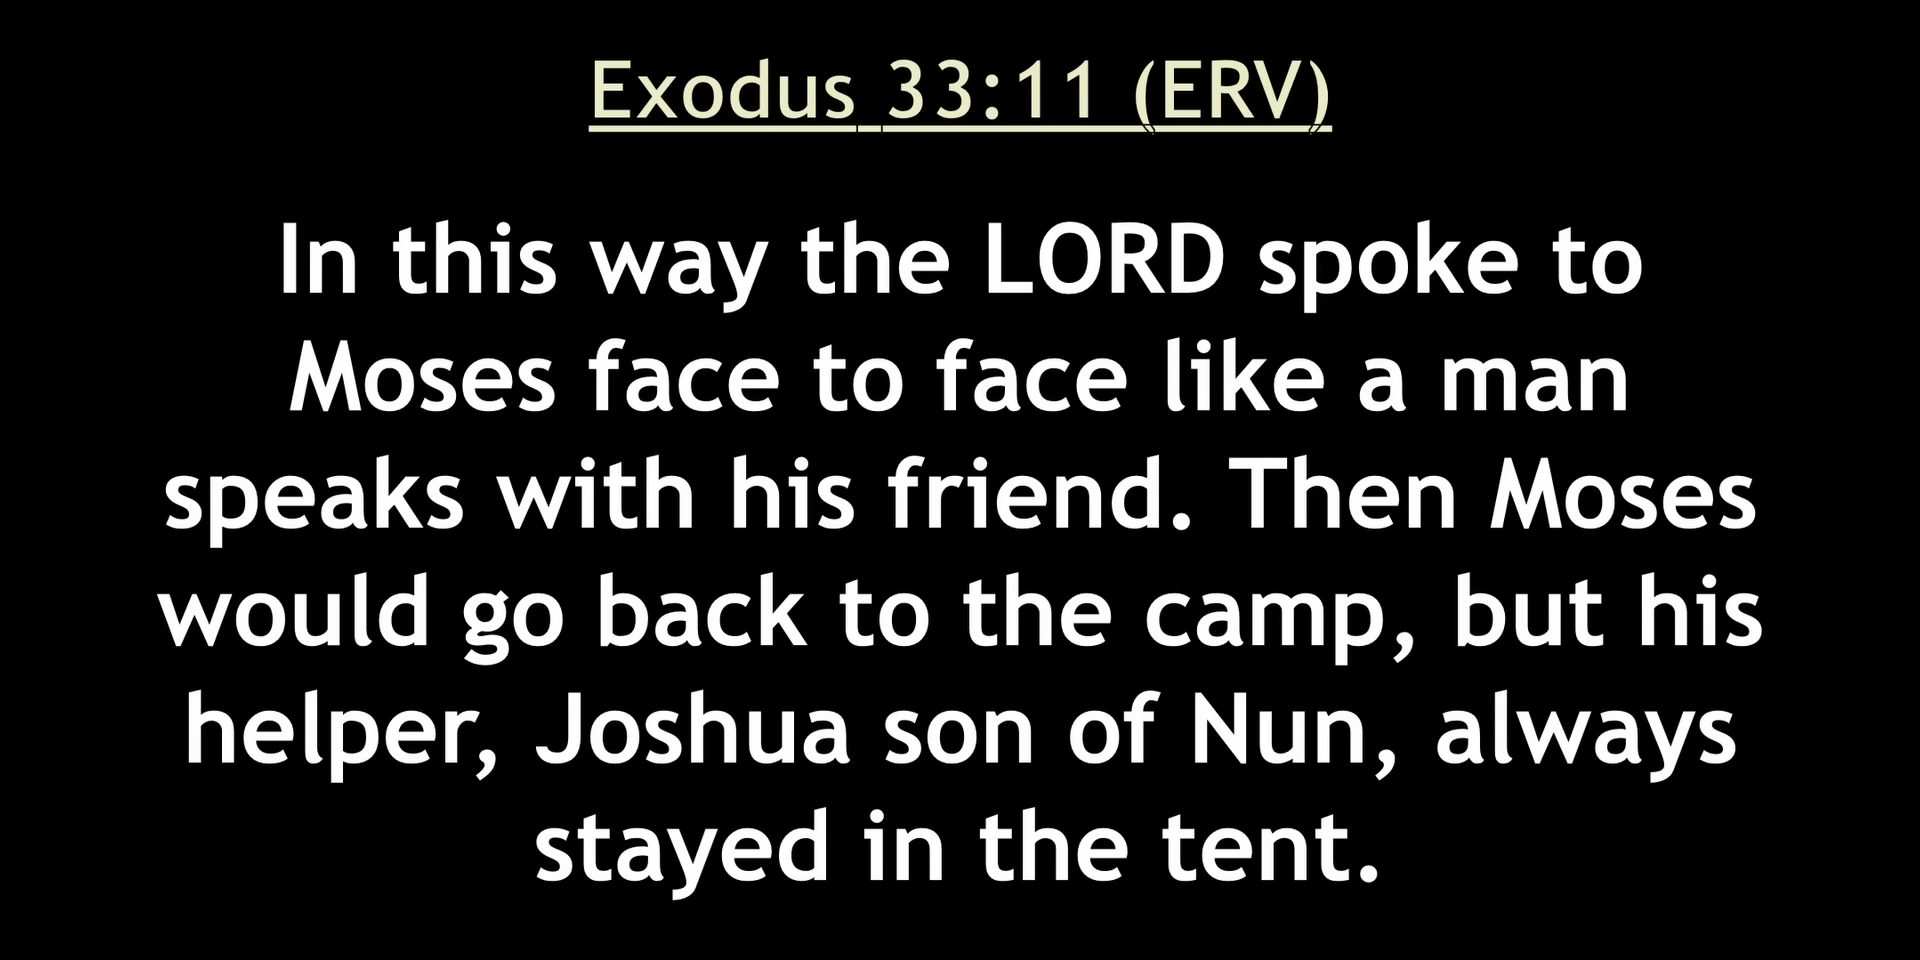 Exodus 33:11 (ERV)
In this way the LORD spoke to
Moses face to face like a man
speaks with his friend. Then Moses
would go back to the camp, but his
helper, Joshua son of Nun, always
stayed in the tent.